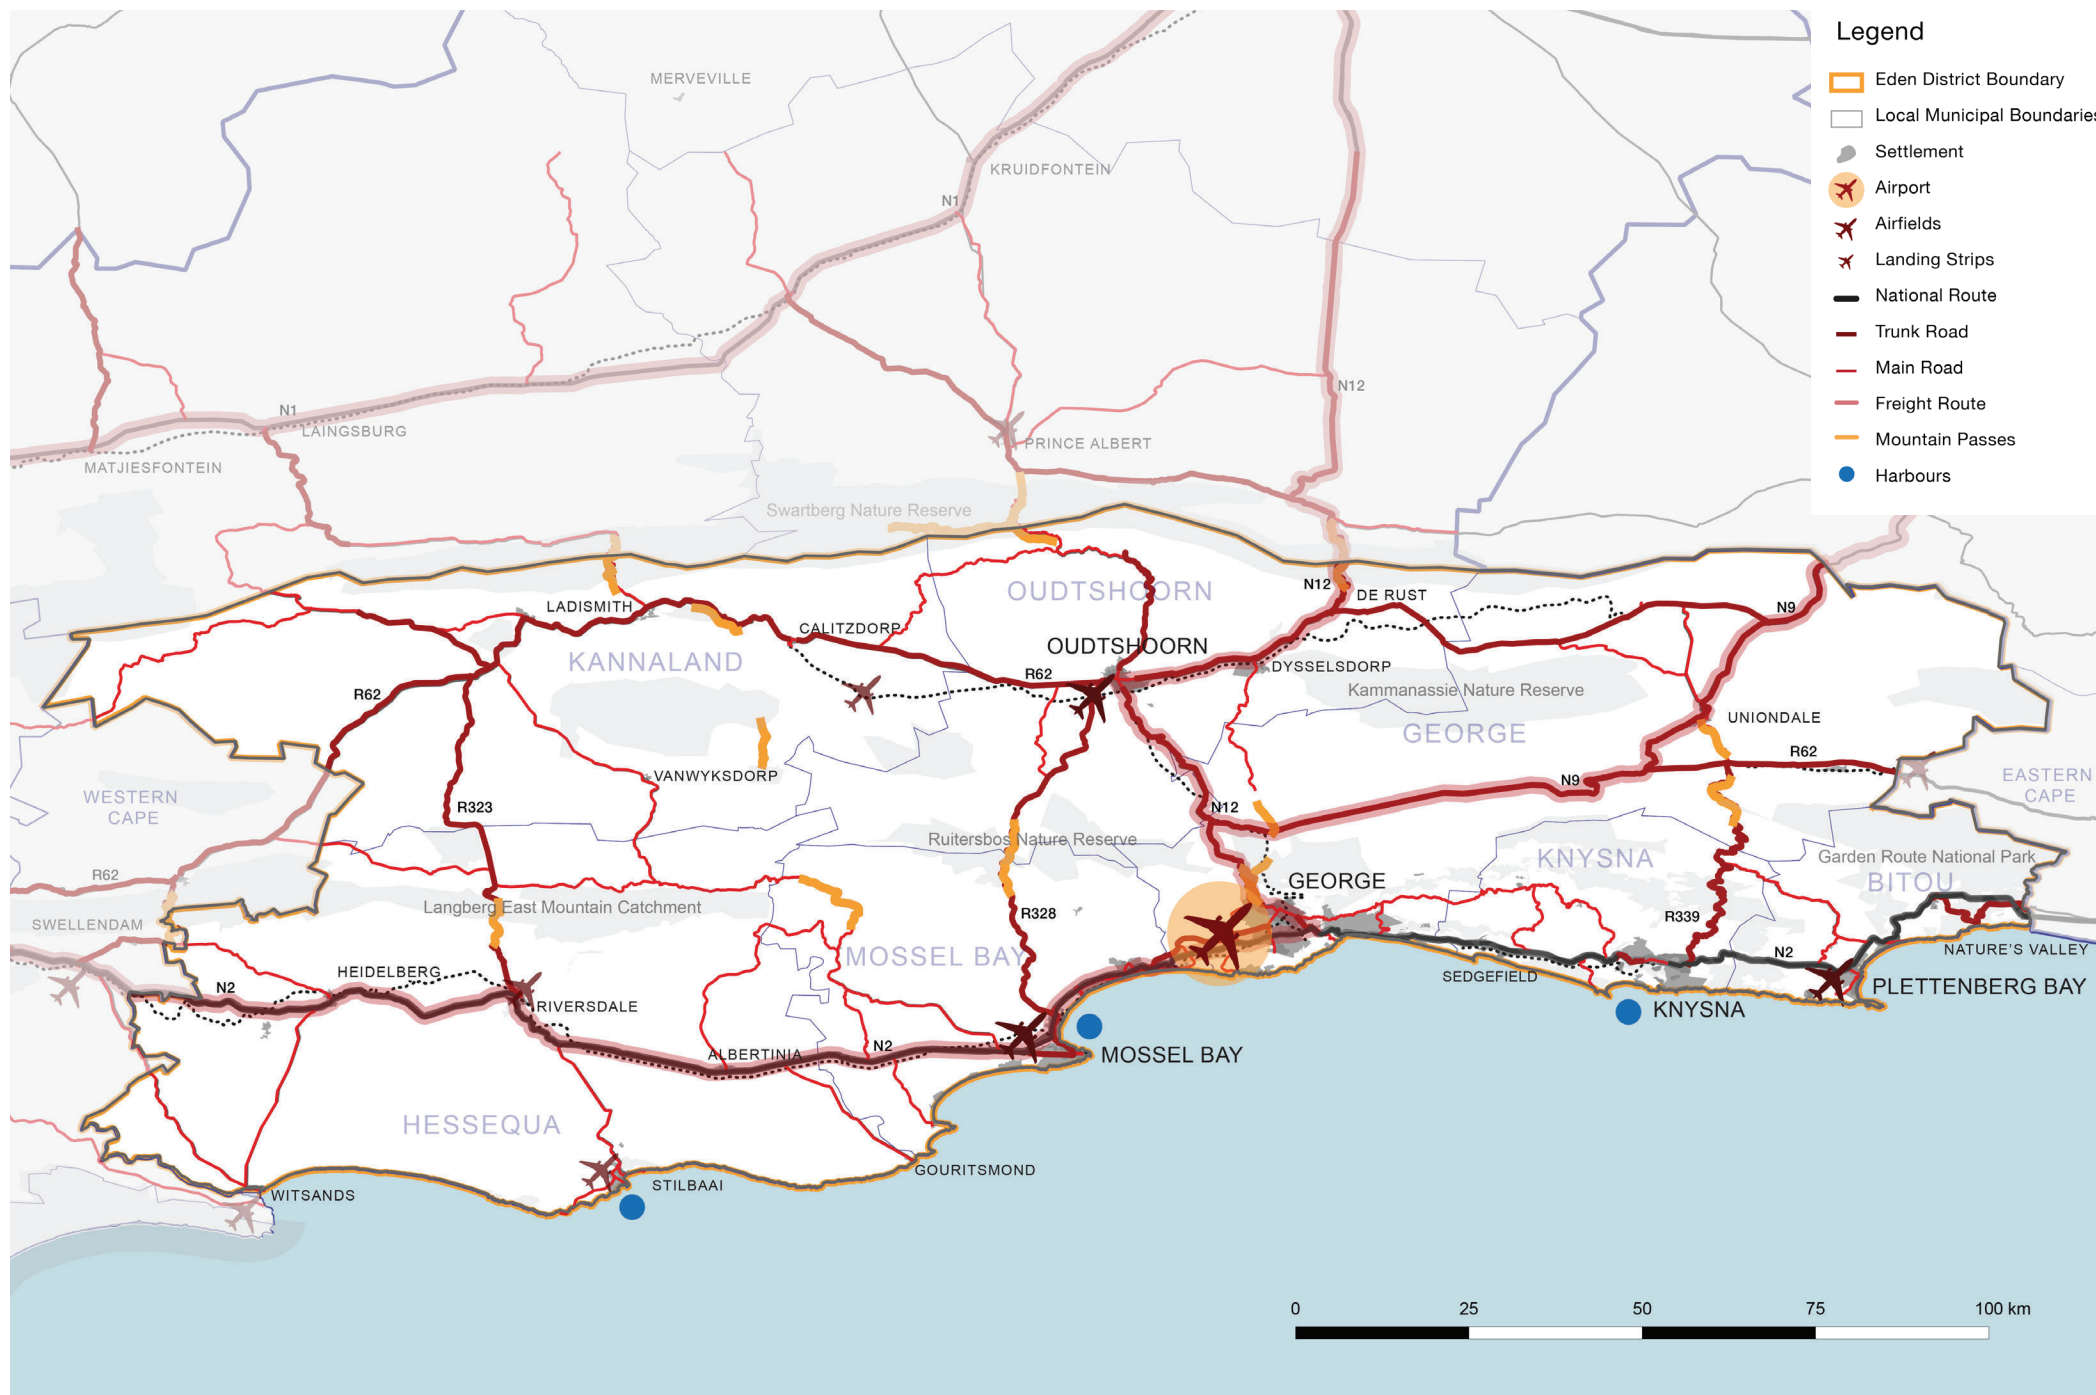 Legend
Eden District Boundary
Local Municipal Boundaries
Settlement
Airport
Airfields
Landing Strips
National Route
Trunk Road
Main Road
Freight Route
Mountain Passes
Harbours
MERVEVILLE
KRUIDFONTEIN
N1
N12
N1
LAINGSBURG
PRINCE ALBERT
MATJIESFONTEIN
Swartberg Nature Reserve
OUDTSHOORN
N12
DE RUST
LADISMITH
N9
CALITZDORP
OUDTSHOORN
KANNALAND
DYSSELSDORP
R62
R62
Kammanassie Nature Reserve
UNIONDALE
GEORGE
R62
VANWYKSDORP
N9
EASTERN
CAPE
WESTERN
CAPE
R323
N12
Ruitersbos Nature Reserve
KNYSNA
Garden Route National Park
R62
GEORGE
BITOU
Langberg East Mountain Catchment
R328
R339
SWELLENDAM
MOSSEL BAY
NATURE'S VALLEY
N2
HEIDELBERG
SEDGEFIELD
N2
PLETTENBERG BAY
RIVERSDALE
KNYSNA
ALBERTINIA
N2
MOSSEL BAY
HESSEQUA
GOURITSMOND
STILBAAI
WITSANDS
0 25 50 75 100 km